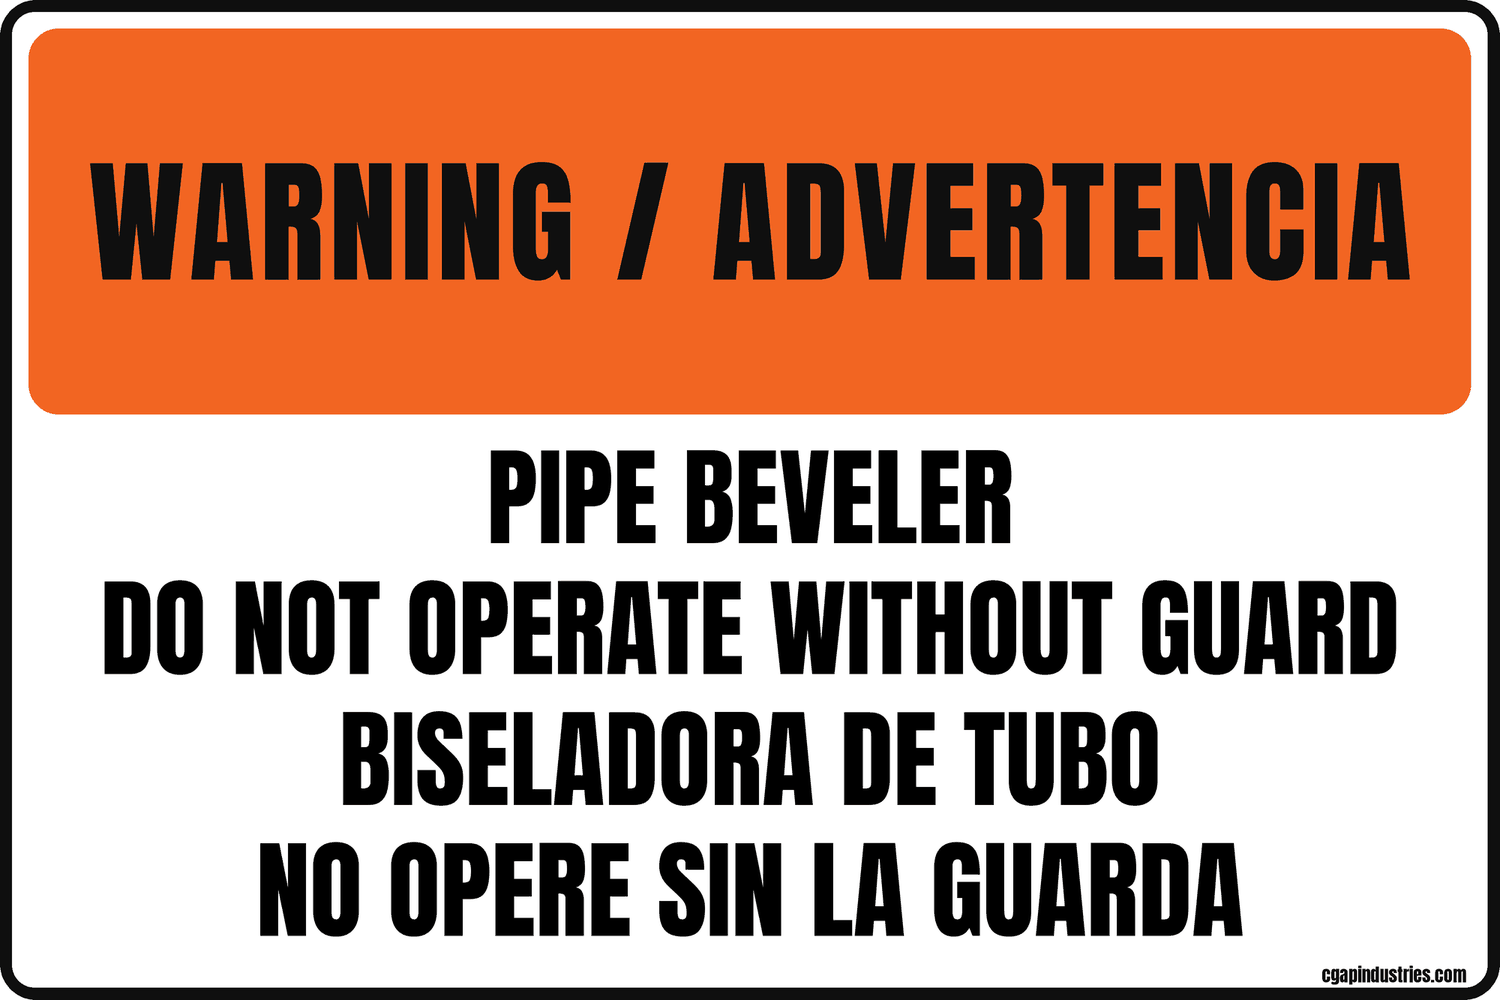 WARNING / ADVERTENCIA
PIPE BEVELER
DO NOT OPERATE WITHOUT GUARD
BISELADORA DE TUBO
NO OPERE SIN LA GUARDA
cgapindustries.com